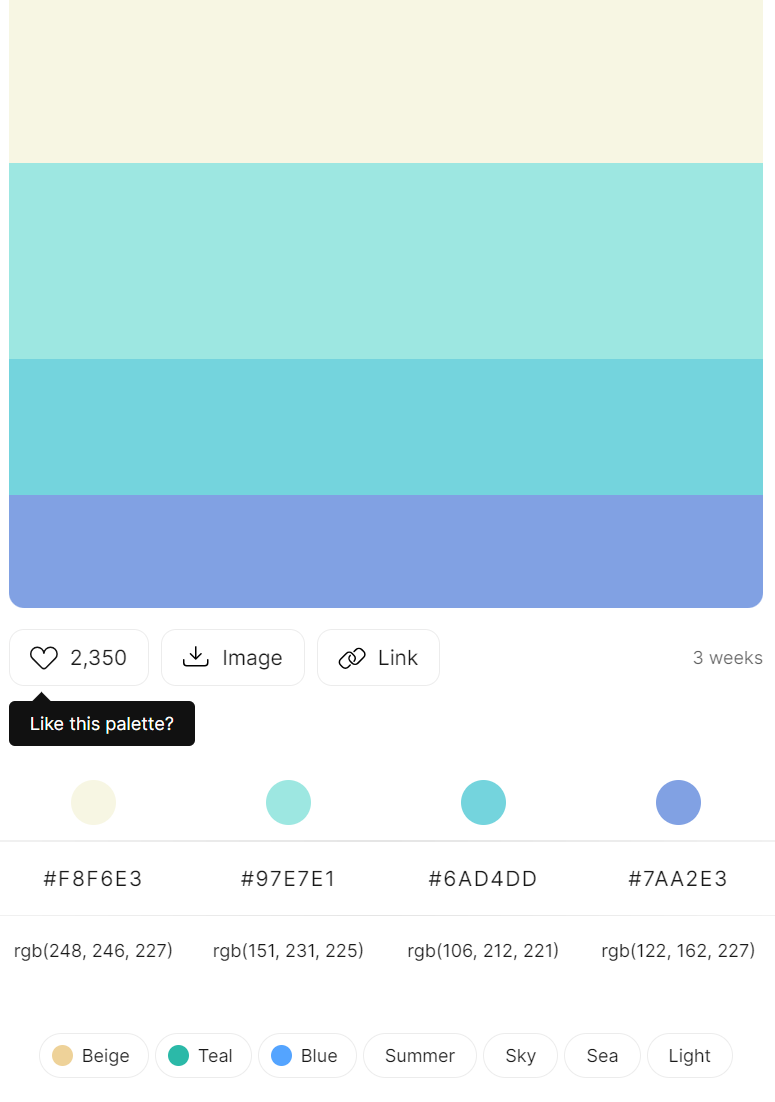 2,350 Image Link 3 weeks
Like this palette?
#F8F6E3 #97E7E1 #6AD4DD #7AA2E3
rgb(248, 246, 227) rgb(151, 231, 225) rgb(106, 212, 221) rgb(122, 162, 227)
Beige Teal Blue Summer Sky Sea Light